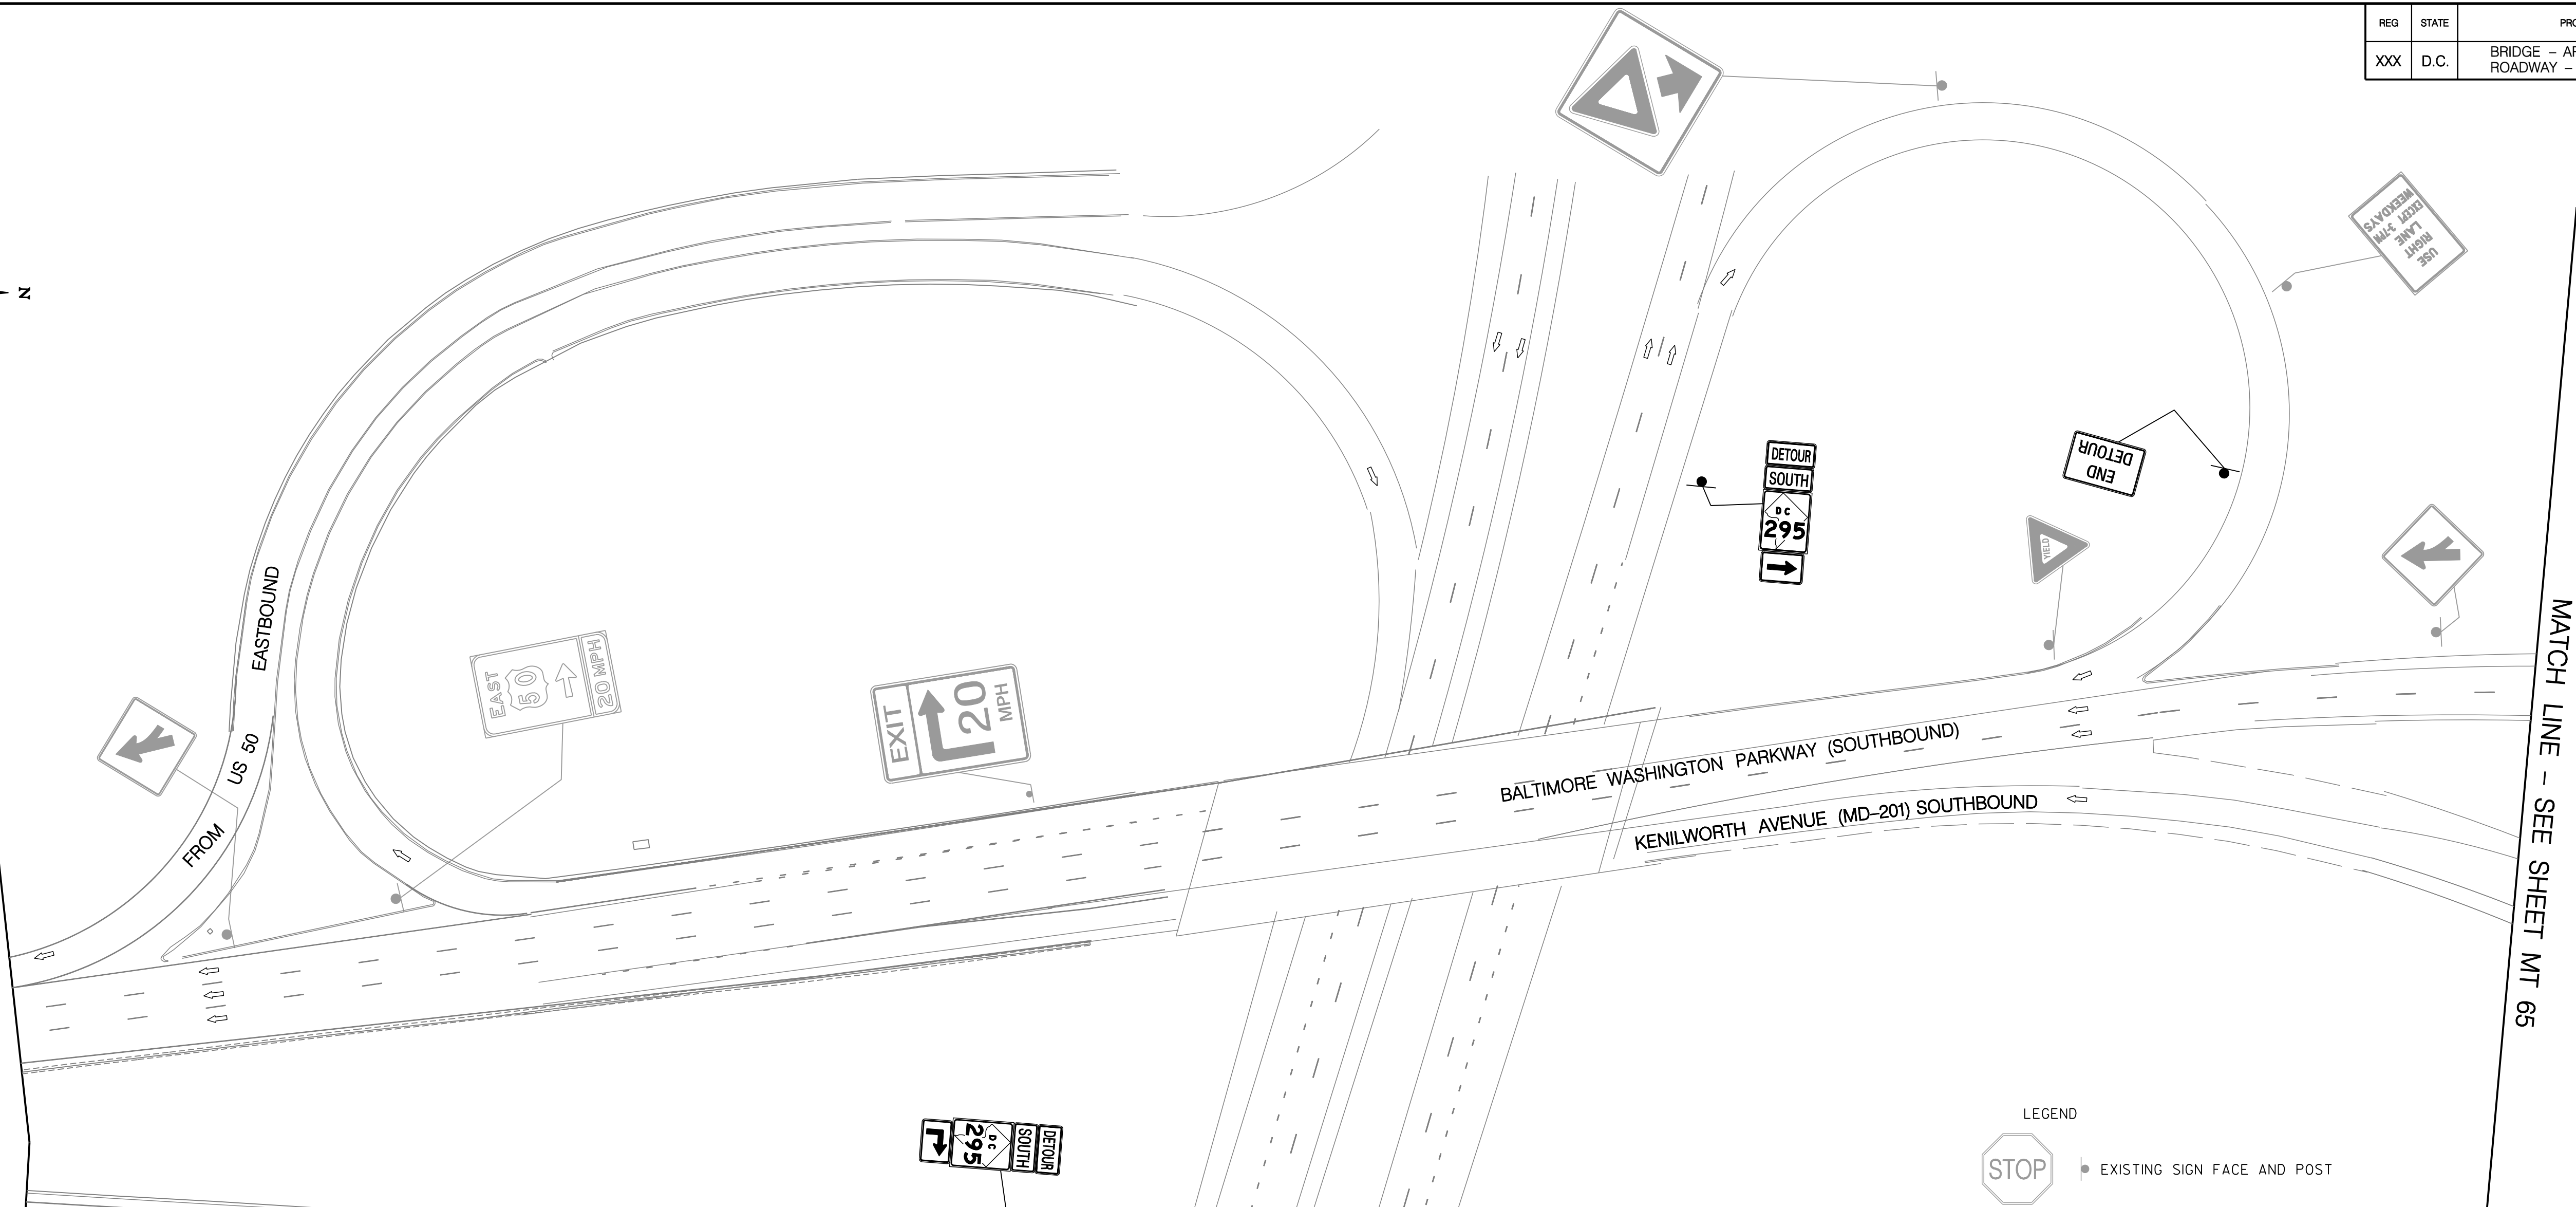 REG
STATE
XXX
D.C.
BRIDGE -
ROADWAY -
N
USE
RIGHT
LANE
EXCEPT 3-7PM
WEEKDAYS
DETOUR
SOUTH
DC
295
END
DETOUR
YIELD
EASTBOUND
US 50
FROM
EAST
50
20 MPH
EXIT
20
MPH
BALTIMORE WASHINGTON PARKWAY (SOUTHBOUND)
KENILWORTH AVENUE (MD-201) SOUTHBOUND
MATCH LINE - SEE SHEET MT 65
DETOUR
SOUTH
DC
295
LEGEND
STOP
EXISTING SIGN FACE AND POST